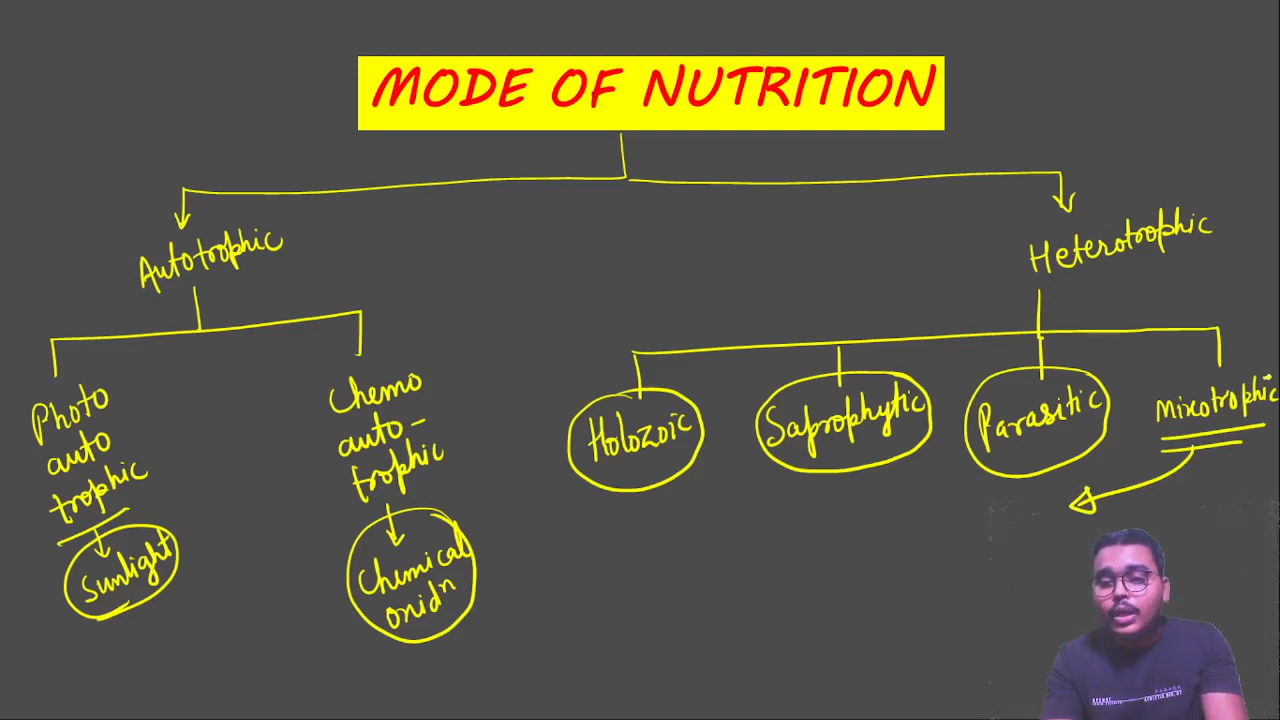 MODE OF NUTRITION
Autotrophic
Heterotrophic
Photo
auto
trophic
Sunlight
Chemo
auto-
trophic
Chemical
oxidn
Holozoic
Saprophytic
Parasitic
Mixotrophic